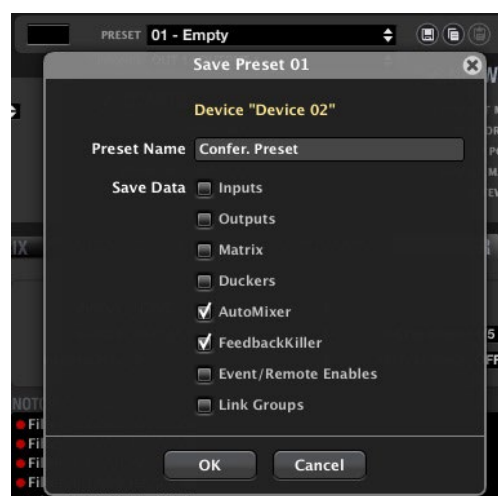 PRESET 01 - Empty
Save Preset 01
Device "Device 02"
Preset Name Confer. Preset
Save Data Inputs
Outputs
Matrix
Duckers
AutoMixer
FeedbackKiller
Event/Remote Enables
Link Groups
OK Cancel